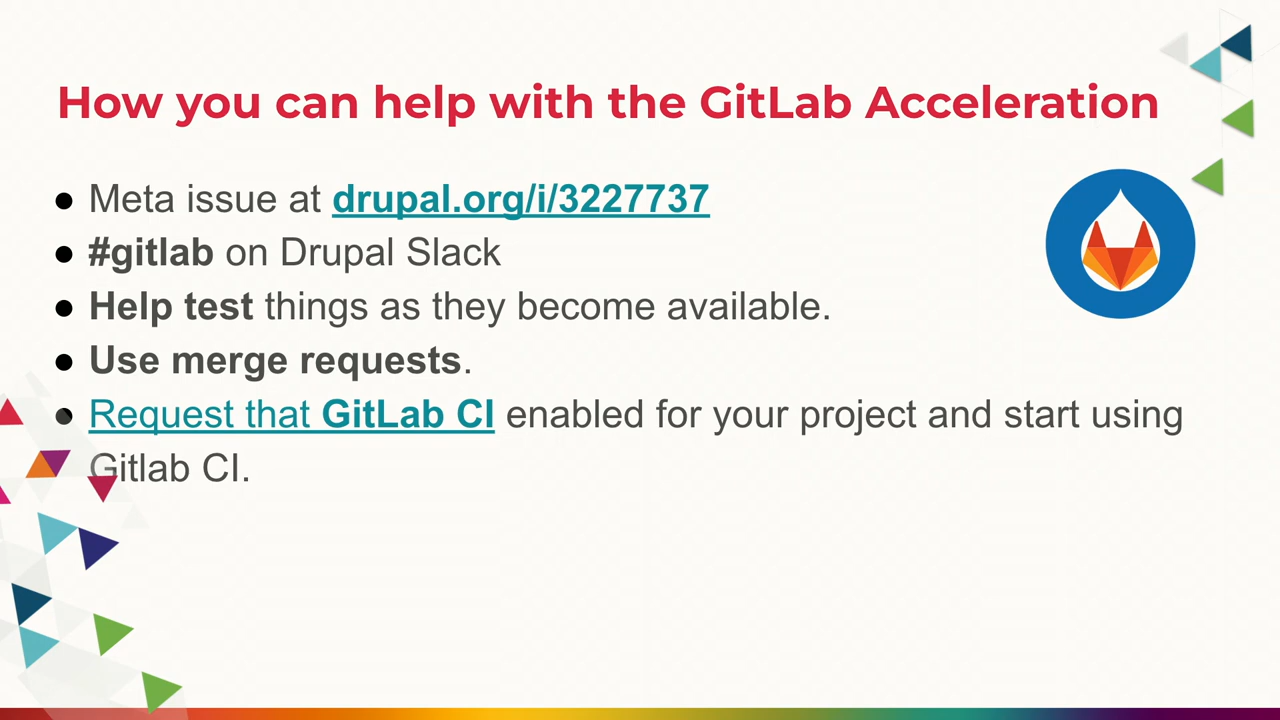 How you can help with the GitLab Acceleration
● Meta issue at drupal.org/i/3227737
● #gitlab on Drupal Slack
● Help test things as they become available.
● Use merge requests.
● Request that GitLab CI enabled for your project and start using
Gitlab CI.